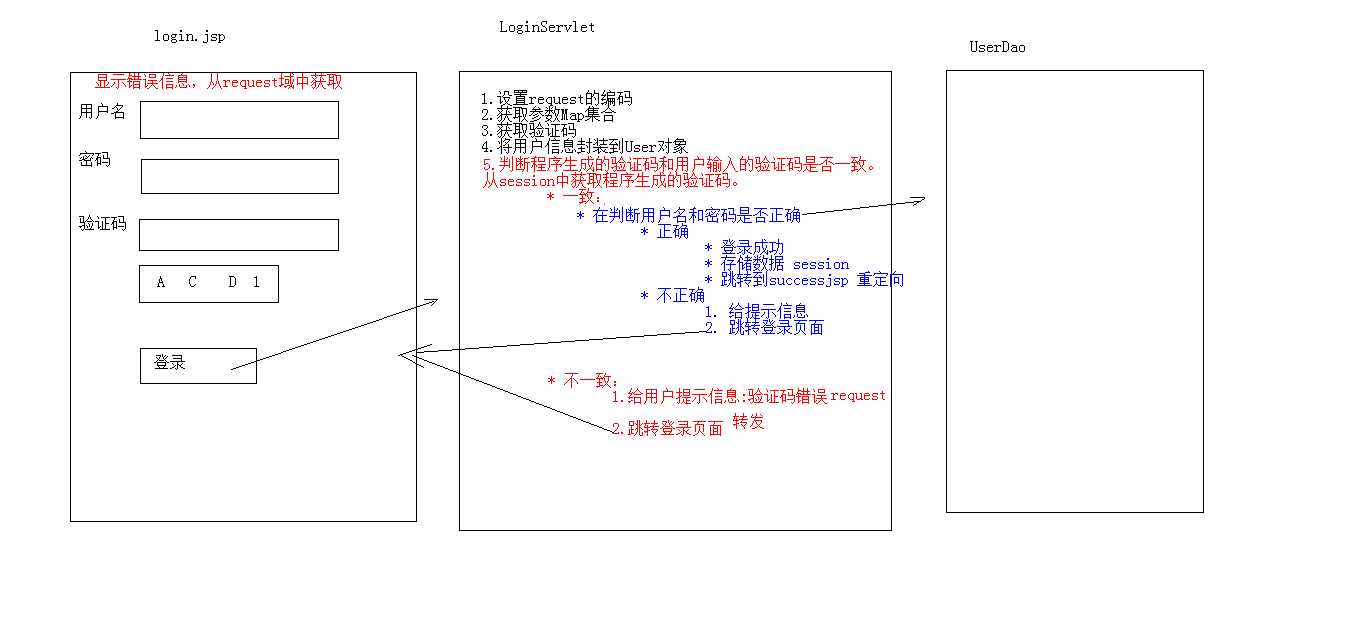 login.jsp
显示错误信息，从request域中获取
用户名
密码
验证码
A C D 1
登录
LoginServlet
1.设置request的编码
2.获取参数Map集合
3.获取验证码
4.将用户信息封装到User对象
5.判断程序生成的验证码和用户输入的验证码是否一致。
从session中获取程序生成的验证码。
* 一致：
* 在判断用户名和密码是否正确
* 正确
* 登录成功
* 存储数据 session
* 跳转到successjsp 重定向
* 不正确
1. 给提示信息
2. 跳转登录页面
* 不一致：
1.给用户提示信息:验证码错误 request
2.跳转登录页面 转发
UserDao